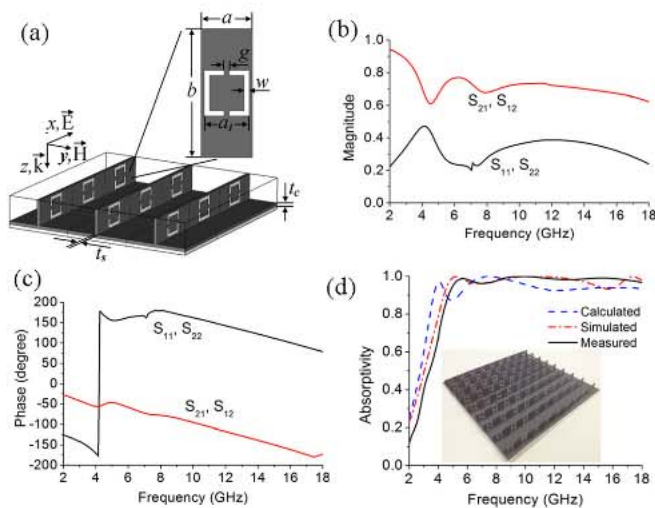 (a)
a
g
b
w
a_t
x,E⃗
y,H⃗
z,k⃗
t_c
t_s
(b)
1.0
0.8
0.6
0.4
0.2
0.0
Magnitude
S21, S12
S11, S22
2 4 6 8 10 12 14 16 18
Frequency (GHz)
(c)
200
150
100
50
0
-50
-100
-150
-200
Phase (degree)
S11, S22
S21, S12
2 4 6 8 10 12 14 16 18
Frequency (GHz)
(d)
1.0
0.8
0.6
0.4
0.2
0.0
Absorptivity
Calculated
Simulated
Measured
2 4 6 8 10 12 14 16 18
Frequency (GHz)